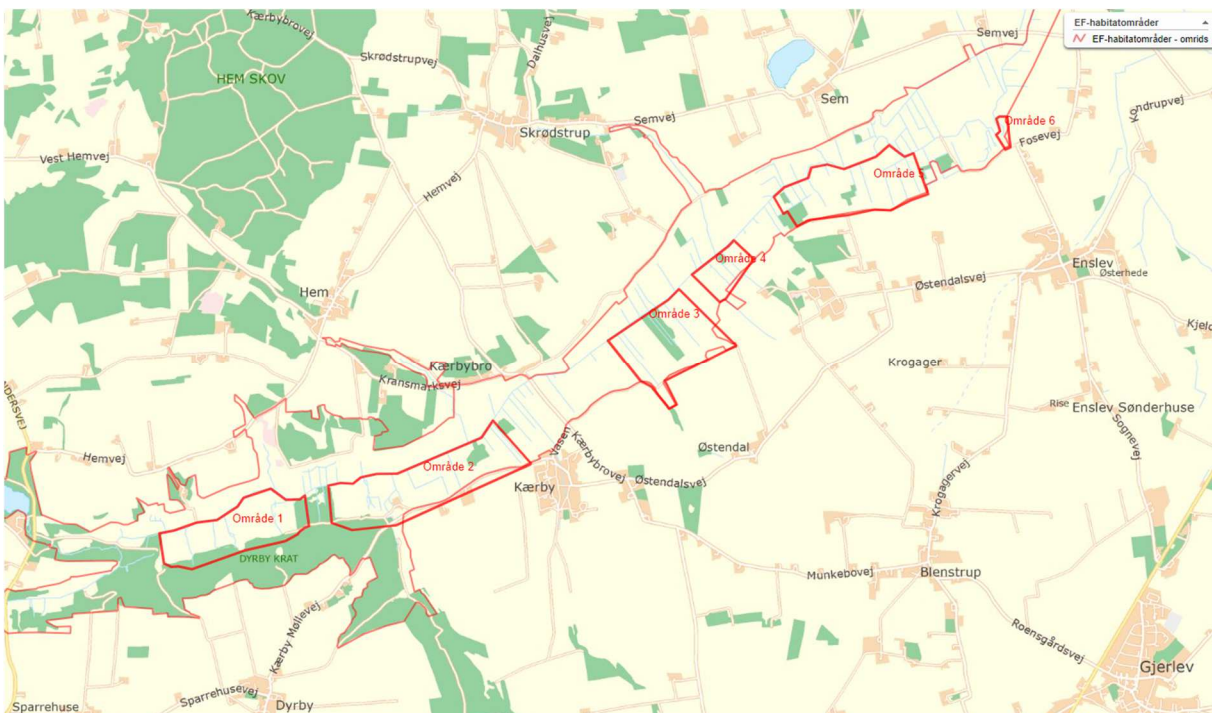 EF-habitatområder
EF-habitatområder - omrids
Kærbybrovej
Skrødstrupvej
Dalhusvej
Semvej
HEM SKOV
Sem
Skrødstrup
Semvej
Område 6
Fosevej
Kondrupvej
Vest Hemvej
Hemvej
Område 5
Område 4
Enslev
Østerhede
Østendalsvej
Hem
Område 3
Kærbybro
Kransmarksvej
Krogager
Rise
Enslev Sønderhuse
Sognevej
Hemvej
Område 2
Vasen
Kærbybrovej
Østendal
Kærby
Østendalsvej
Krogagervej
Område 1
DYRBY KRAT
Munkebovej
Blenstrup
Kærby Møllevej
Roensgårdsvej
Gjerlev
Sparrehusevej
Sparrehuse
Dyrby